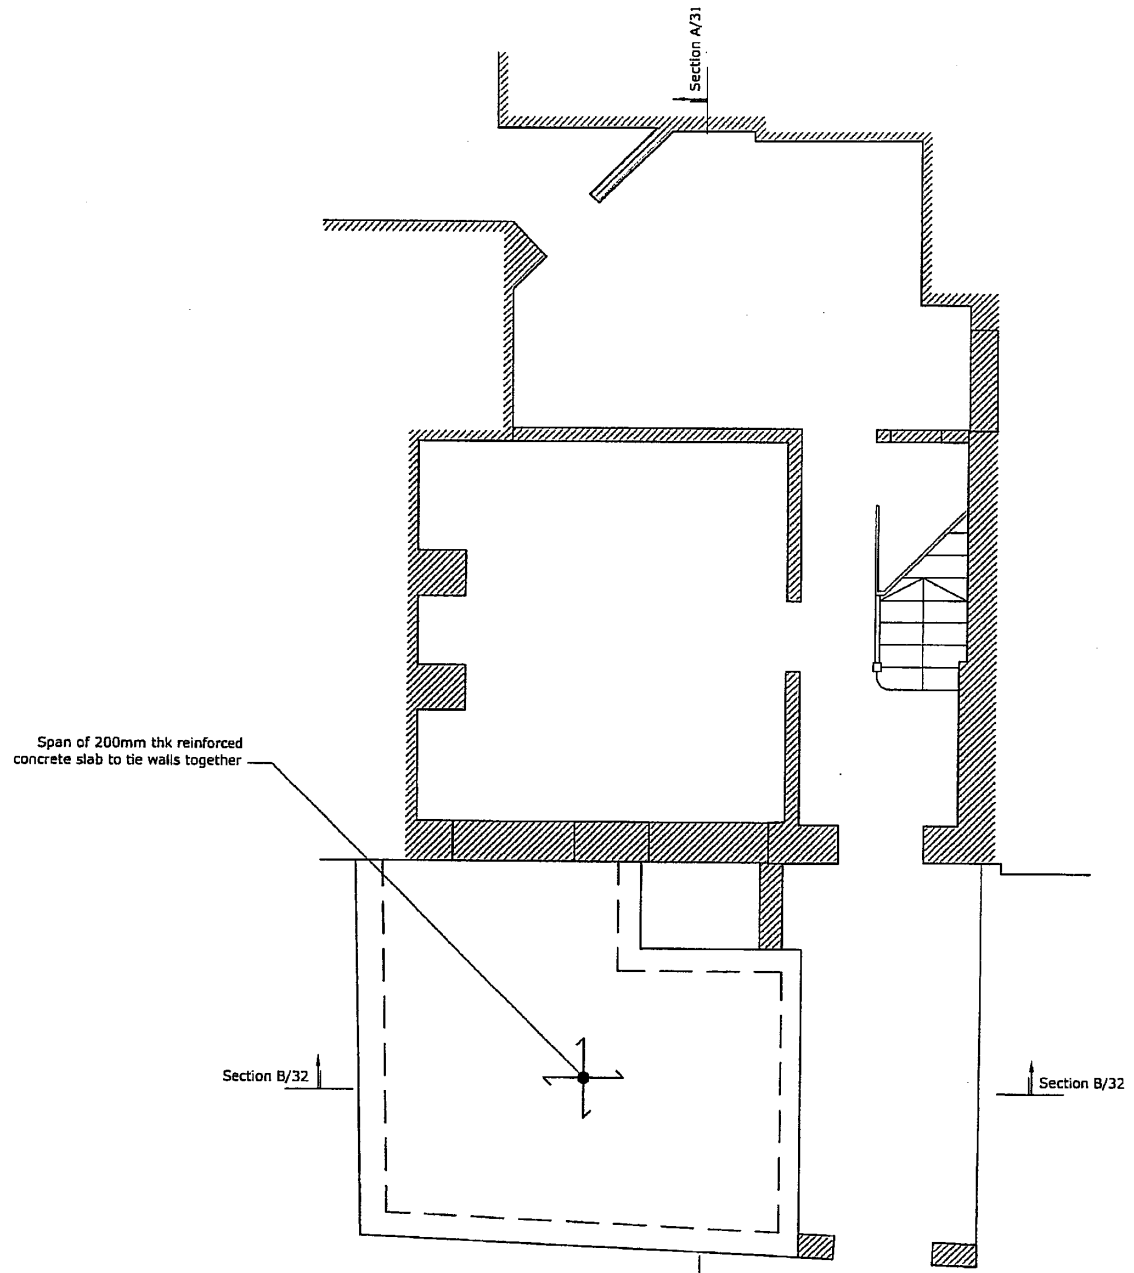 Section A/31
Span of 200mm thk reinforced
concrete slab to tie walls together
Section B/32
Section B/32